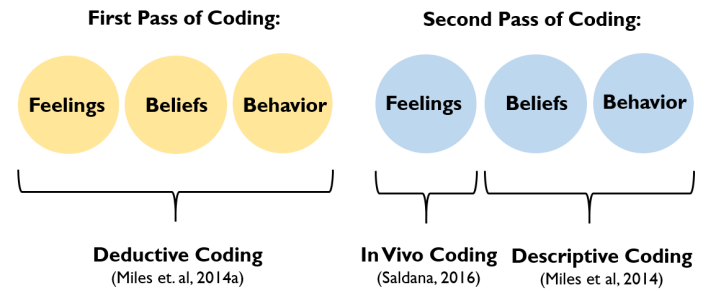 First Pass of Coding:
Feelings
Beliefs
Behavior
Deductive Coding
(Miles et. al, 2014a)
Second Pass of Coding:
Feelings
Beliefs
Behavior
In Vivo Coding
(Saldana, 2016)
Descriptive Coding
(Miles et al, 2014)